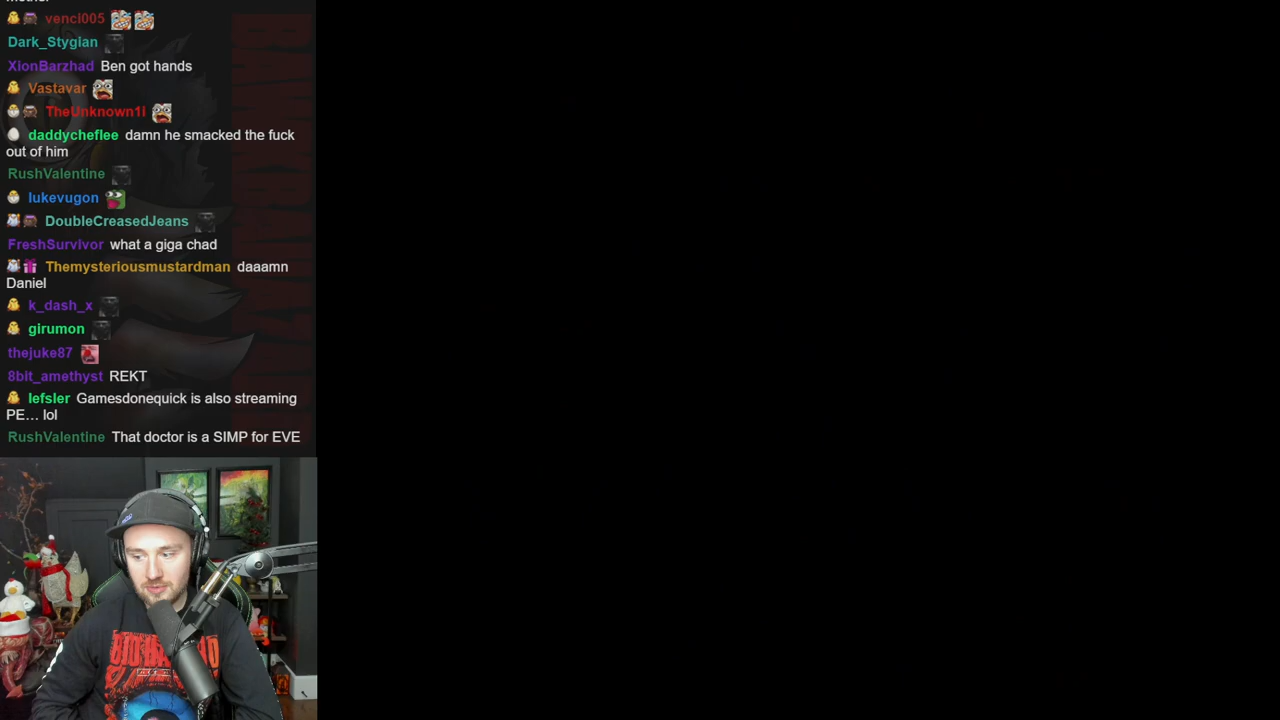 venci005
Dark_Stygian
XionBarzhad Ben got hands
Vastavar
TheUnknown1i
daddycheflee damn he smacked the fuck
out of him
RushValentine
lukevugon
DoubleCreasedJeans
FreshSurvivor what a giga chad
Themysteriousmustardman daaamn
Daniel
k_dash_x
girumon
thejuke87
8bit_amethyst REKT
lefsler Gamesdonequick is also streaming
PE… lol
RushValentine That doctor is a SIMP for EVE